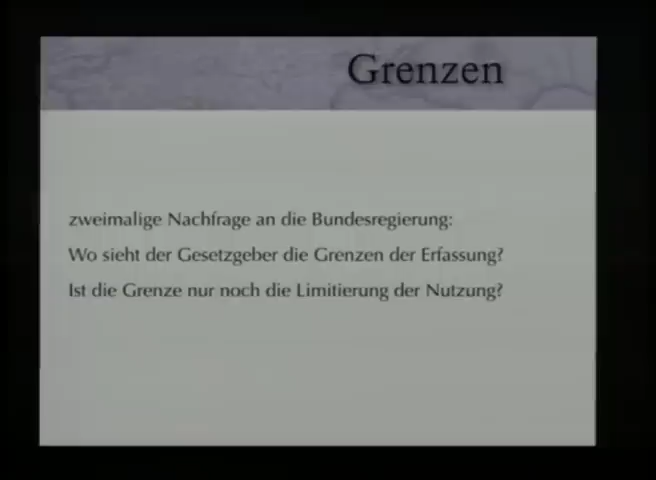 Grenzen
zweimalige Nachfrage an die Bundesregierung:
Wo sieht der Gesetzgeber die Grenzen der Erfassung?
Ist die Grenze nur noch die Limitierung der Nutzung?